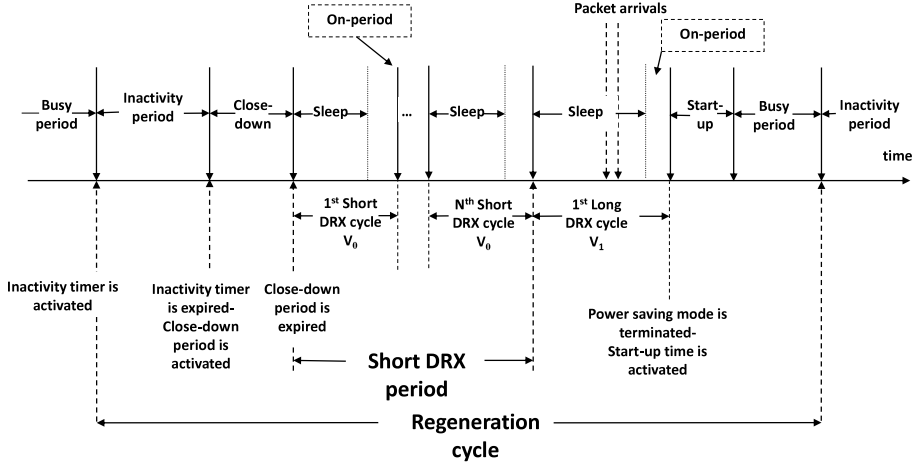 Packet arrivals
On-period
On-period
Busy
period
Inactivity
period
Close-
down
Sleep
...
Sleep
Sleep
Start-
up
Busy
period
Inactivity
period
time
1st Short
DRX cycle
V0
Nth Short
DRX cycle
V0
1st Long
DRX cycle
V1
Inactivity timer is
activated
Inactivity timer
is expired-
Close-down
period is
activated
Close-down
period is
expired
Power saving mode is
terminated-
Start-up time is
activated
Short DRX
period
Regeneration
cycle